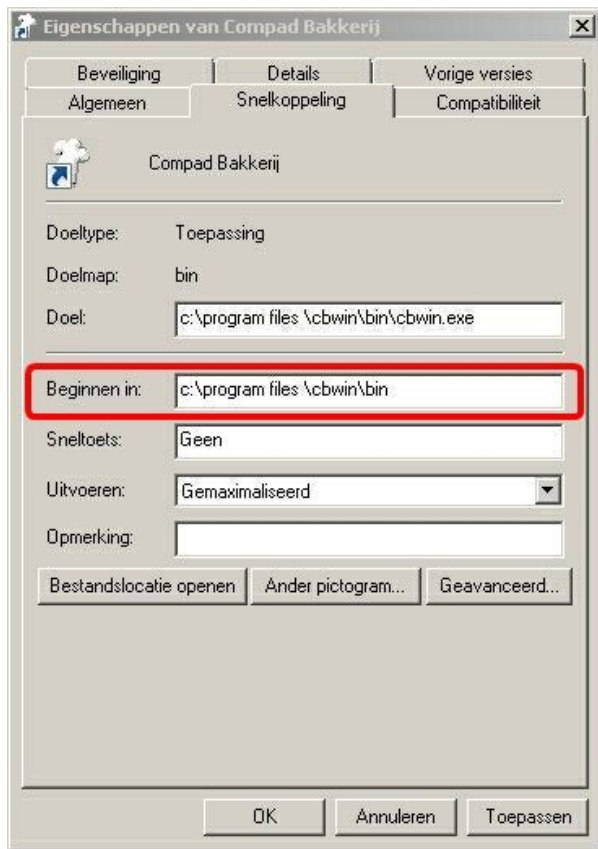 Eigenschappen van Compad Bakkerij
Beveiliging Details Vorige versies
Algemeen Snelkoppeling Compatibiliteit
Compad Bakkerij
Doeltype: Toepassing
Doelmap: bin
Doel: c:\program files \cbwin\bin\cbwin.exe
Beginnen in: c:\program files \cbwin\bin
Sneltoets: Geen
Uitvoeren: Gemaximaliseerd
Opmerking:
Bestandslocatie openen Ander pictogram... Geavanceerd...
OK Annuleren Toepassen